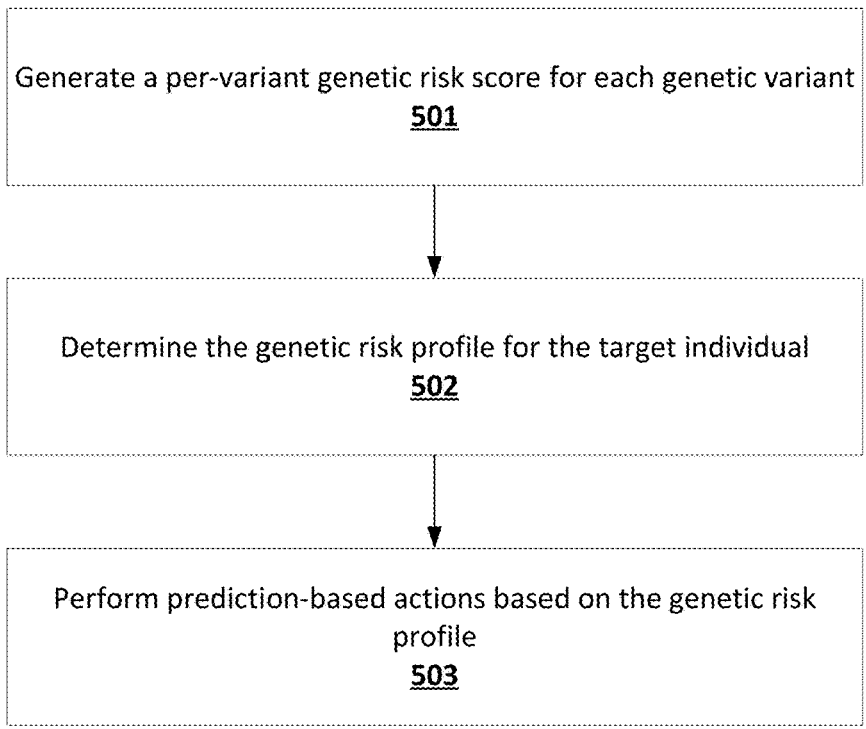 Generate a per-variant genetic risk score for each genetic variant
501
Determine the genetic risk profile for the target individual
502
Perform prediction-based actions based on the genetic risk
profile
503